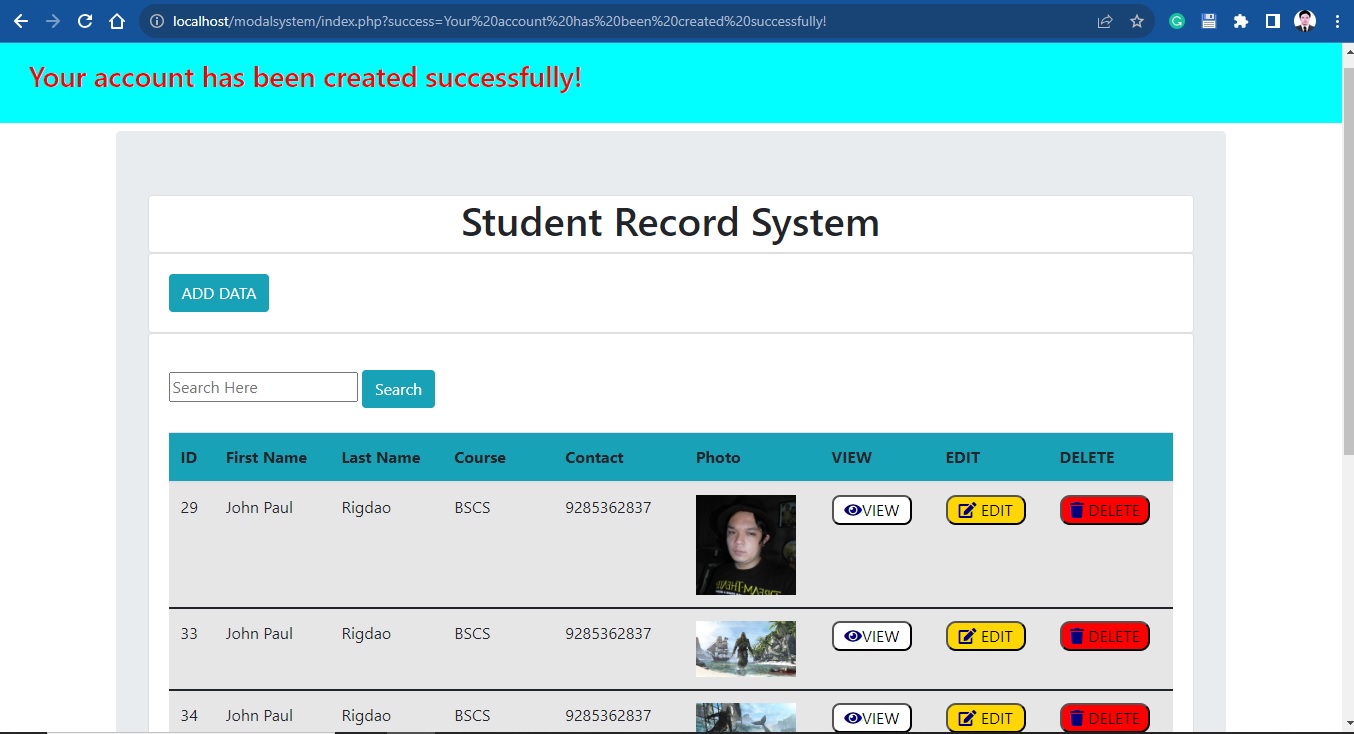 localhost/modalsystem/index.php?success=Your%20account%20has%20been%20created%20successfully!
Your account has been created successfully!
Student Record System
ADD DATA
Search Here Search
ID First Name Last Name Course Contact Photo VIEW EDIT DELETE
29 John Paul Rigdao BSCS 9285362837 VIEW EDIT DELETE
33 John Paul Rigdao BSCS 9285362837 VIEW EDIT DELETE
34 John Paul Rigdao BSCS 9285362837 VIEW EDIT DELETE